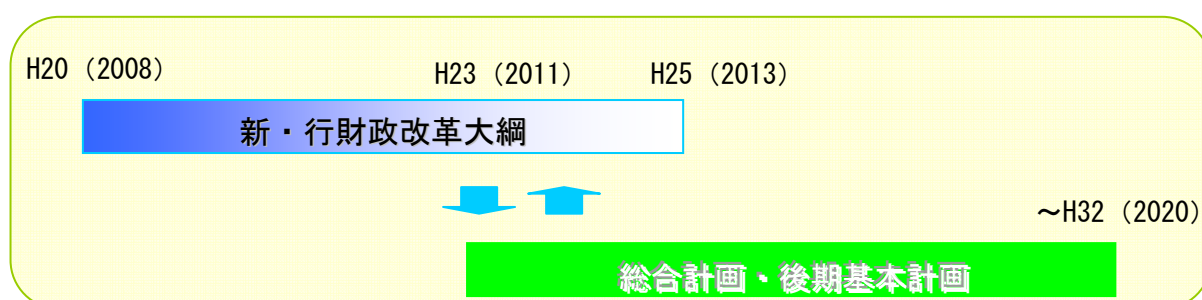 H20（2008）
H23（2011）
H25（2013）
新・行財政改革大綱
～H32（2020）
総合計画・後期基本計画